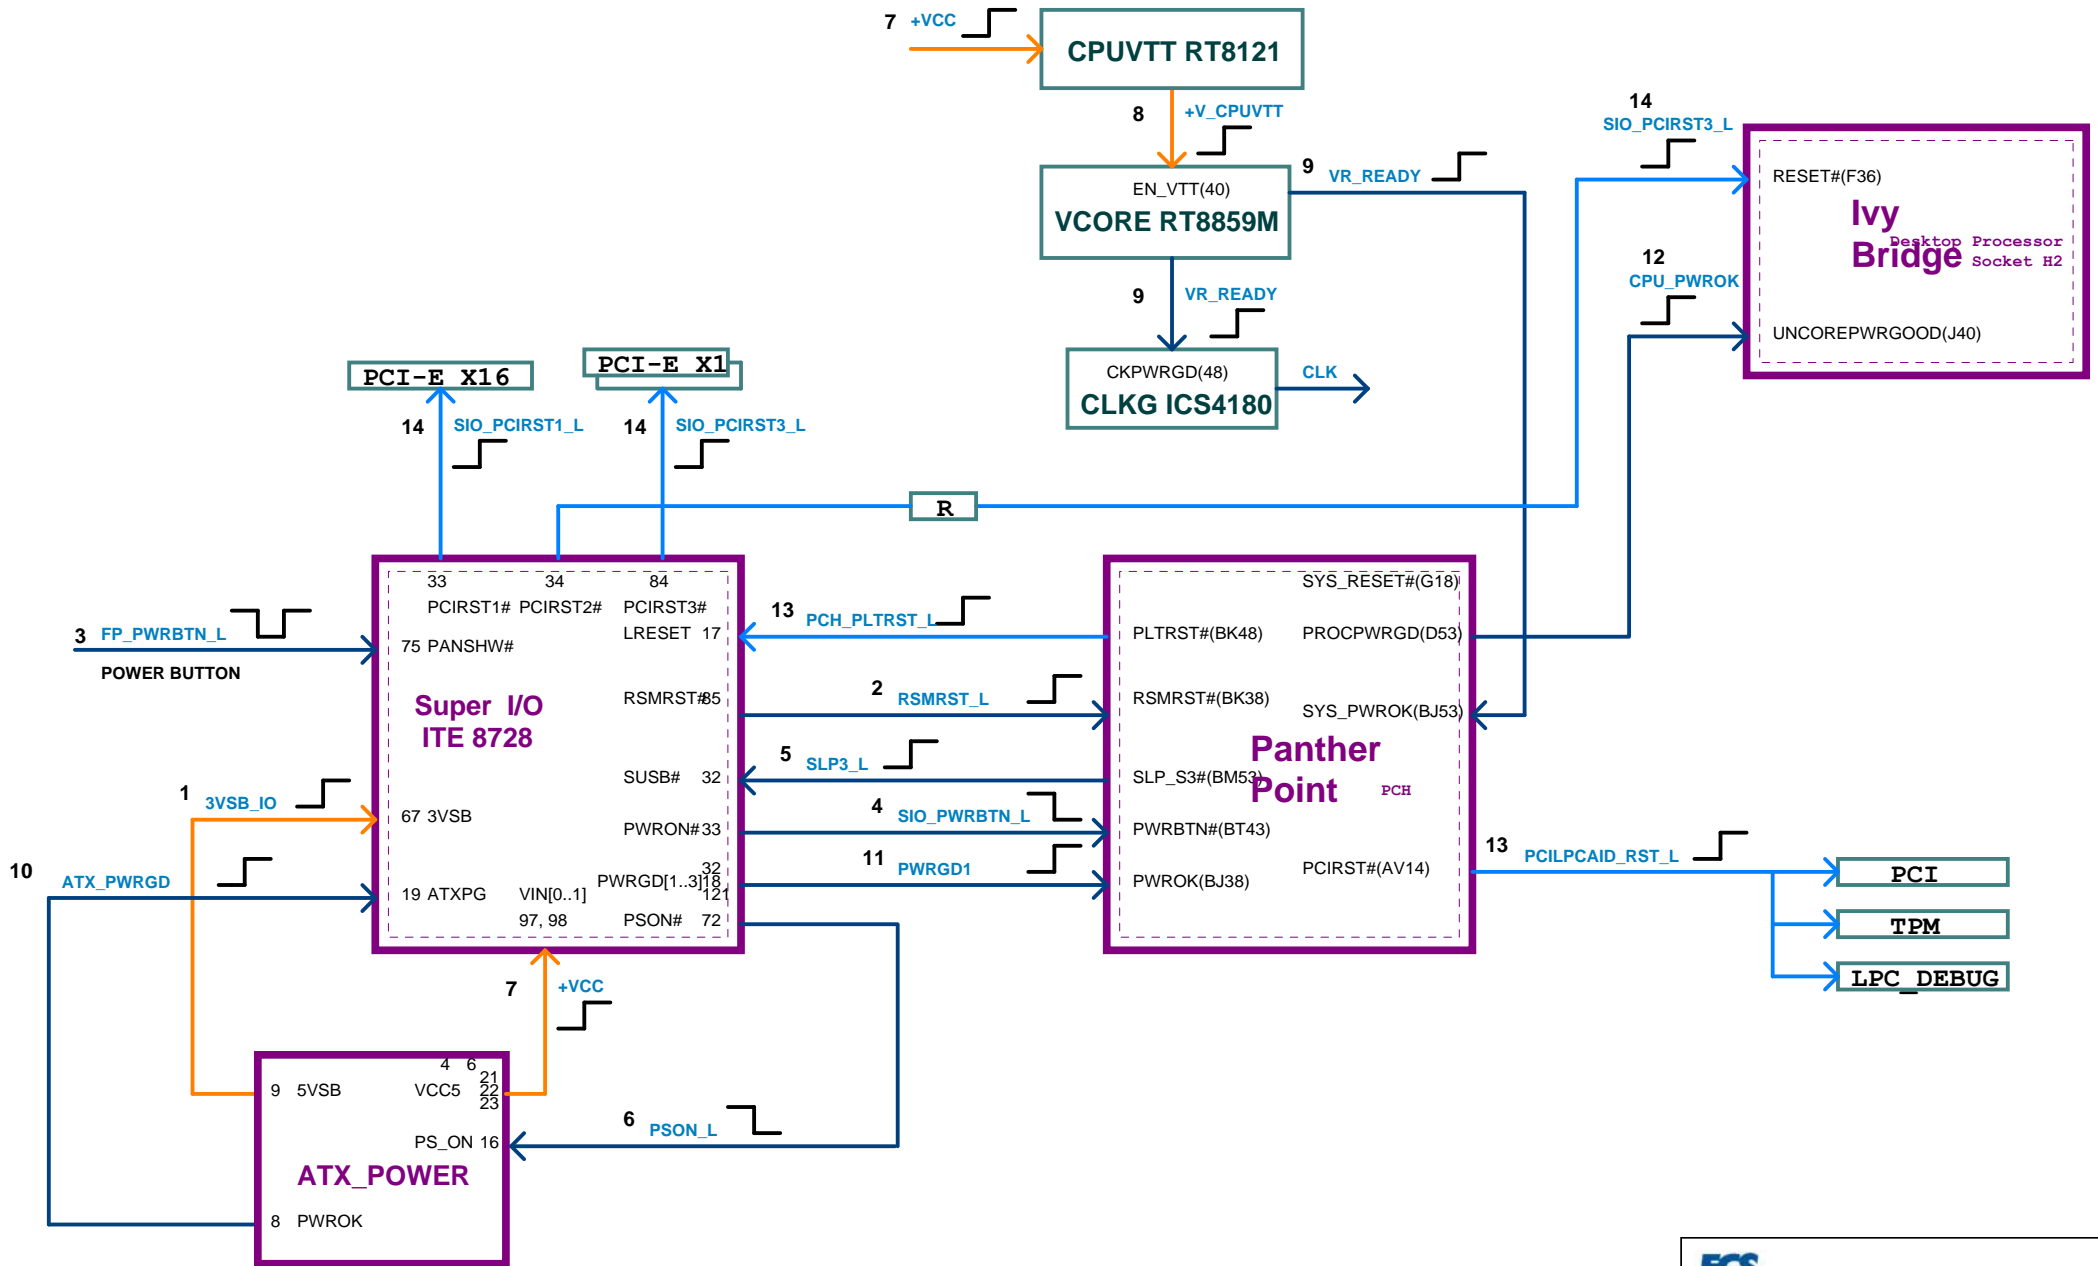 7 +VCC
CPUVTT RT8121
8 +V_CPUVTT
EN_VTT(40)
VCORE RT8859M
9 VR_READY
9 VR_READY
CKPWRGD(48)
CLKG ICS4180
CLK
14
SIO_PCIRST3_L
RESET#(F36)
Ivy
Bridge
Desktop Processor
Socket H2
12
CPU_PWROK
UNCOREPWRGOOD(J40)
PCI-E X16
PCI-E X1
14 SIO_PCIRST1_L
14 SIO_PCIRST3_L
R
33 34 84
PCIRST1# PCIRST2# PCIRST3#
LRESET 17
3 FP_PWRBTN_L
POWER BUTTON
75 PANSHW#
RSMRST# 85
Super I/O
ITE 8728
SUSB# 32
1 3VSB_IO
67 3VSB
PWRON# 33
32
PWRGD[1..3] 18
121
10 ATX_PWRGD
19 ATXPG
VIN[0..1]
97, 98
PSON# 72
13 PCH_PLTRST_L
2 RSMRST_L
5 SLP3_L
4 SIO_PWRBTN_L
11 PWRGD1
SYS_RESET#(G18)
PLTRST#(BK48)
PROCPWRGD(D53)
RSMRST#(BK38)
SYS_PWROK(BJ53)
Panther
Point
PCH
SLP_S3#(BM53)
PWRBTN#(BT43)
PCIRST#(AV14)
PWROK(BJ38)
13 PCILPCAID_RST_L
PCI
TPM
LPC_DEBUG
7 +VCC
4 6
21
22
23
9 5VSB
VCC5
PS_ON 16
6 PSON_L
ATX_POWER
8 PWROK
ECS